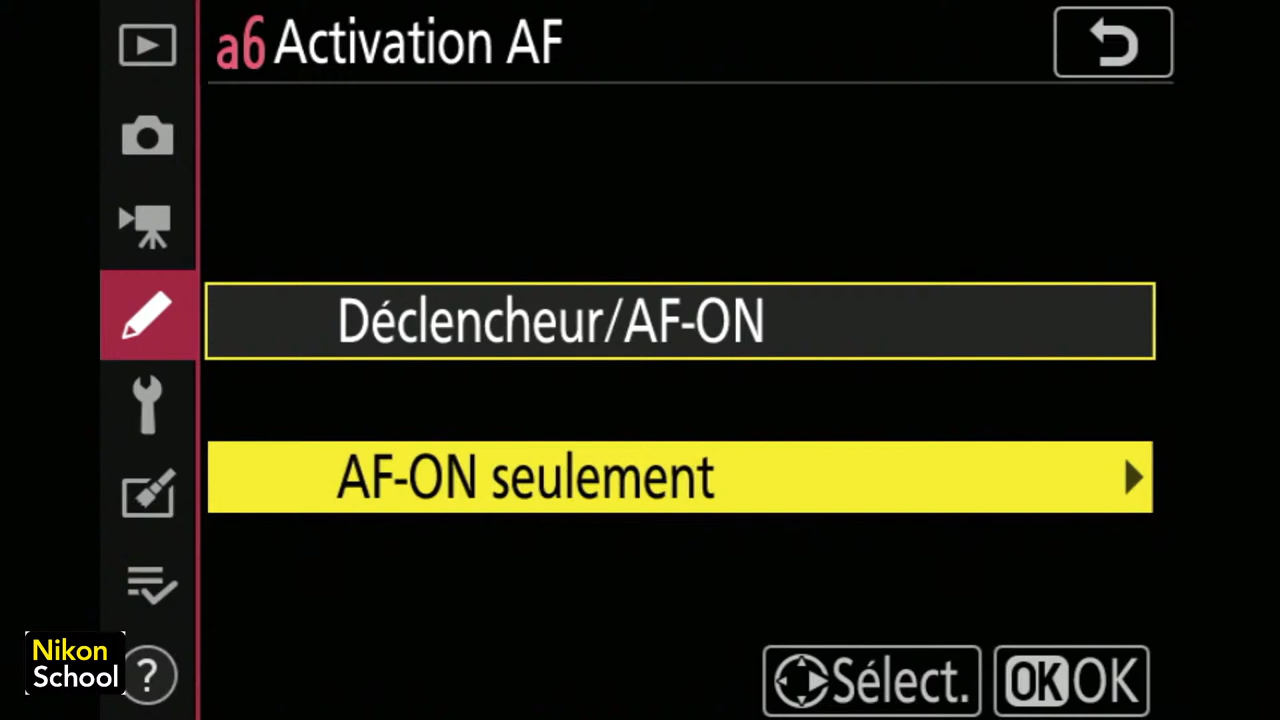 a6 Activation AF
Déclencheur/AF-ON
AF-ON seulement
Nikon
School
?
Sélect.
OK OK